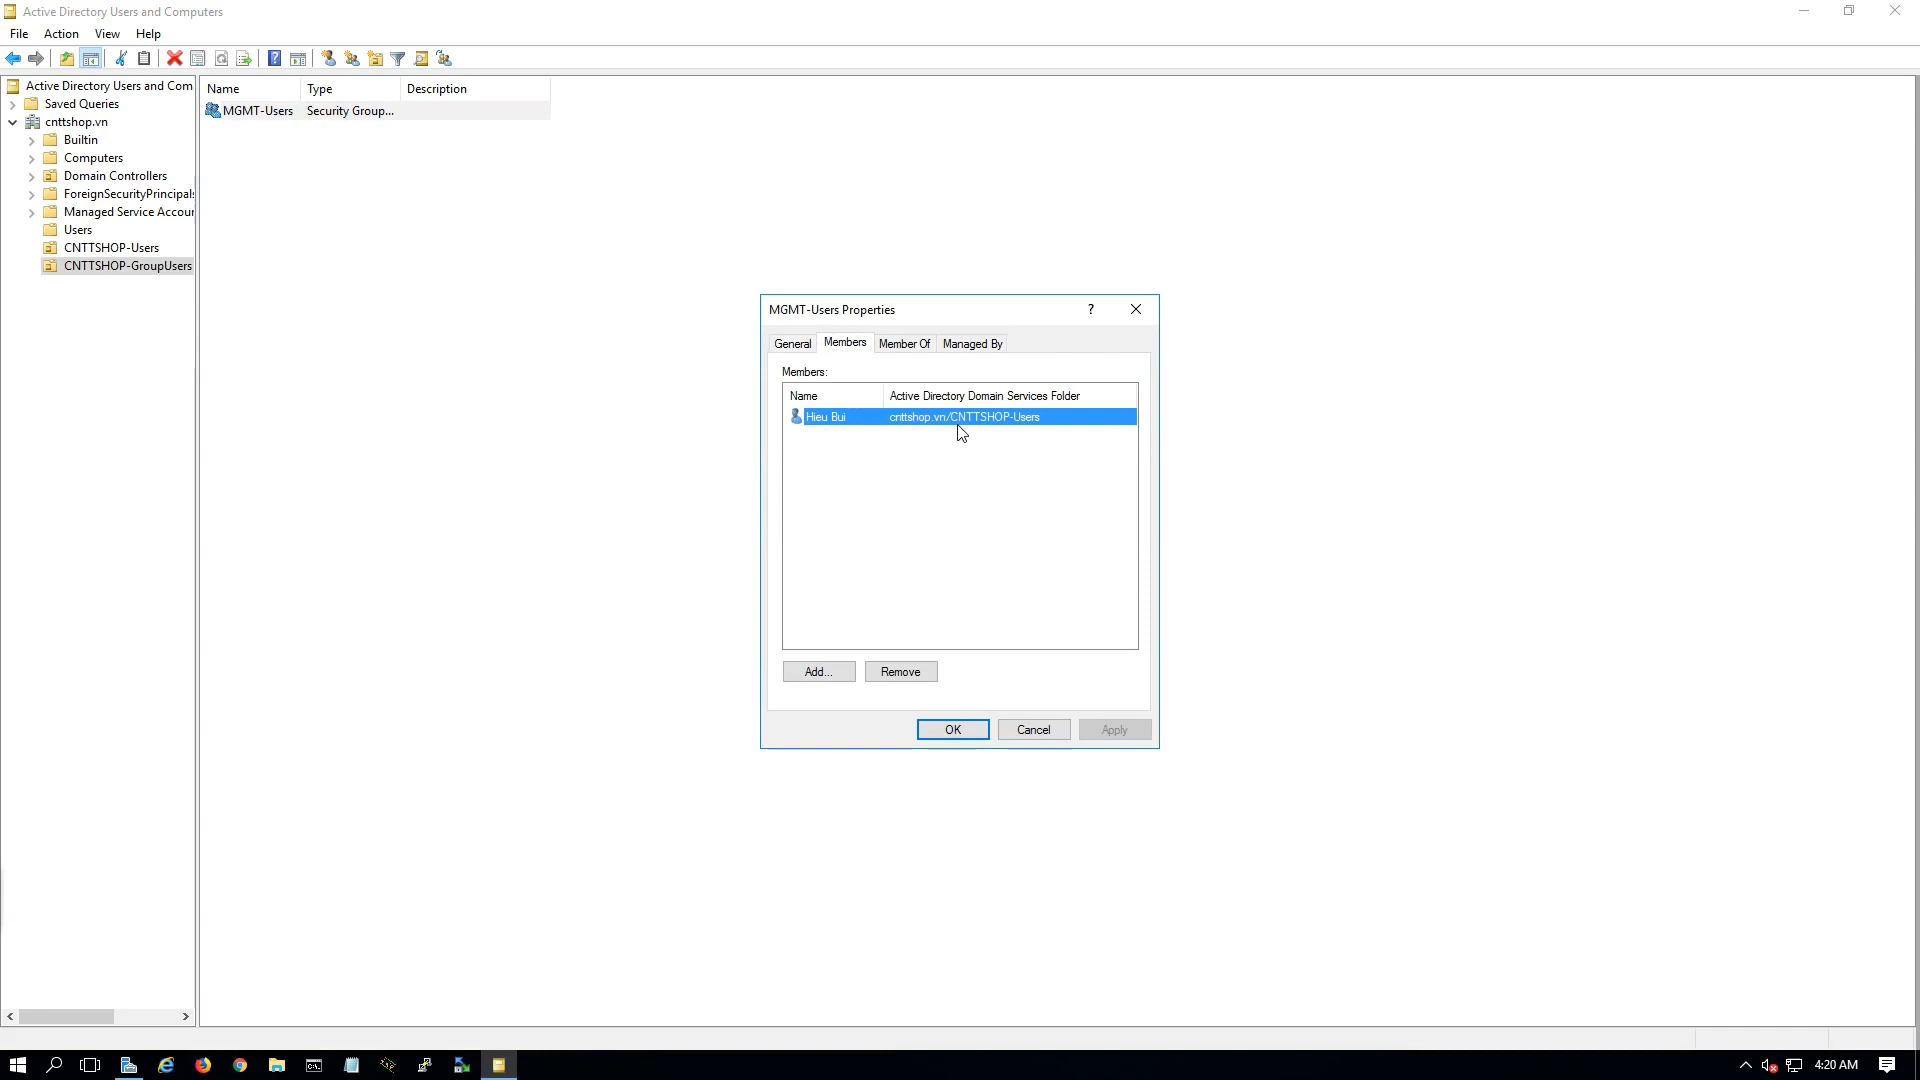 Active Directory Users and Computers
File Action View Help
Active Directory Users and Com
Saved Queries
cnttshop.vn
Builtin
Computers
Domain Controllers
ForeignSecurityPrincipals
Managed Service Accour
Users
CNTTSHOP-Users
CNTTSHOP-GroupUsers
Name Type Description
MGMT-Users Security Group...
MGMT-Users Properties
General Members Member Of Managed By
Members:
Name Active Directory Domain Services Folder
Hieu Bui cnttshop.vn/CNTTSHOP-Users
Add... Remove
OK Cancel Apply
4:20 AM